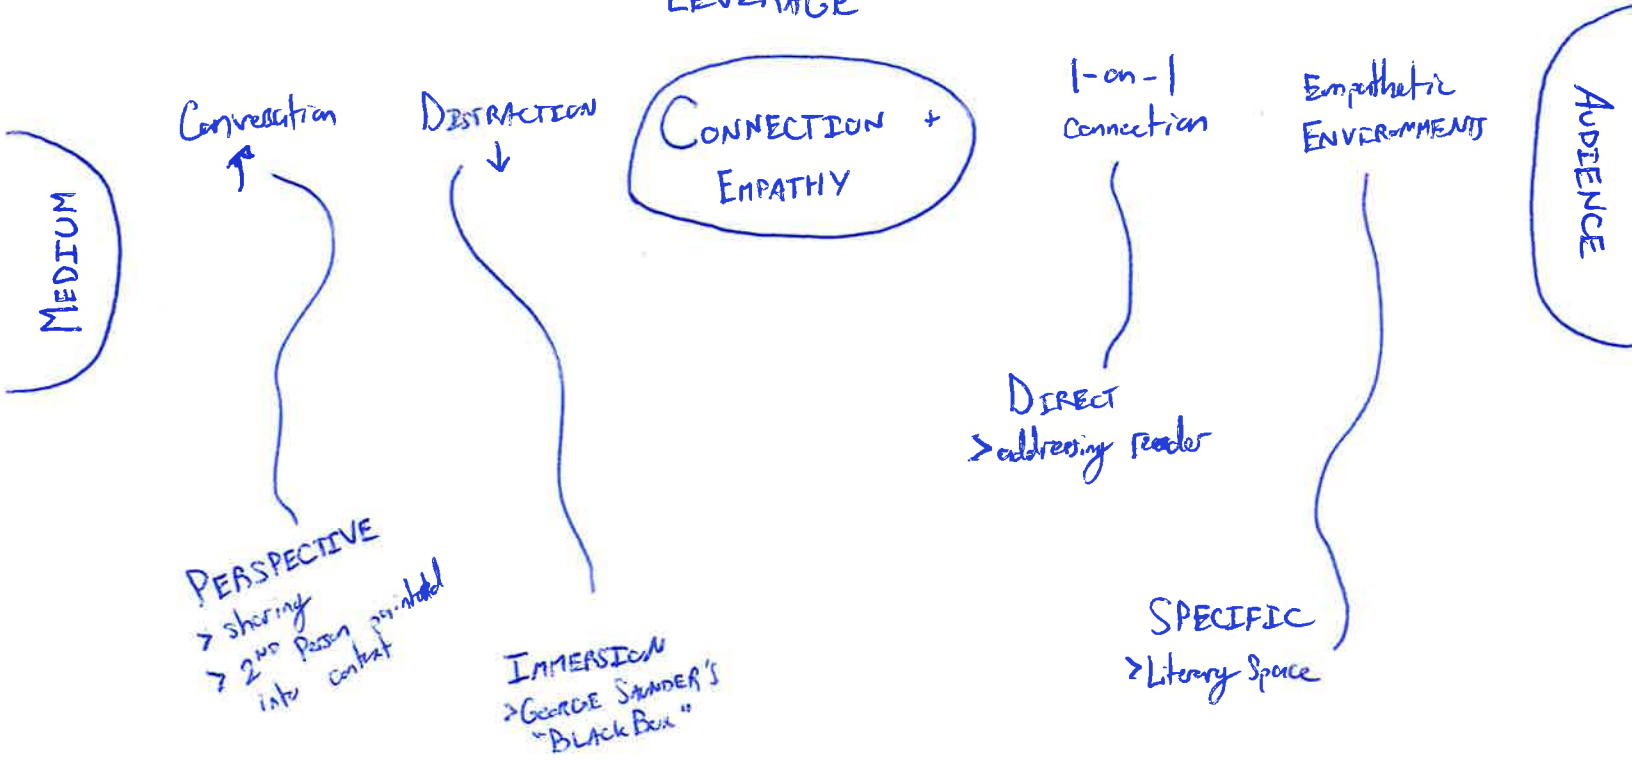 LEVERAGE
MEDIUM
Conversation
DISTRACTION
CONNECTION +
EMPATHY
1-on-1
Connection
Empathetic
ENVIRONMENTS
AUDIENCE
DIRECT
> addressing reader
PERSPECTIVE
> sharing
> 2ND Person
into context
IMMERSION
> GEORGE SAUNDER'S
"BLACK BOX"
SPECIFIC
> Literary Space